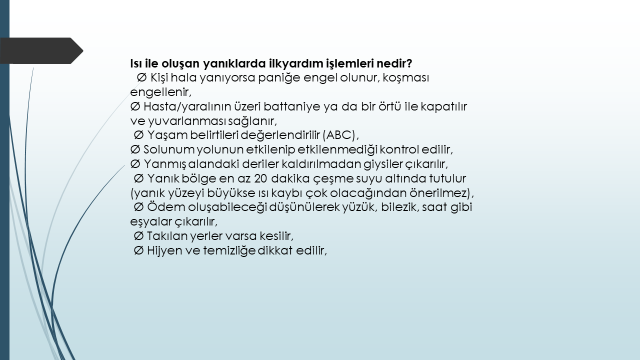 Isı ile oluşan yanıklarda ilkyardım işlemleri nedir?
Ø Kişi hala yanıyorsa paniğe engel olunur, koşması
engellenir,
Ø Hasta/yaralının üzeri battaniye ya da bir örtü ile kapatılır
ve yuvarlanması sağlanır,
Ø Yaşam belirtileri değerlendirilir (ABC),
Ø Solunum yolunun etkilenip etkilenmediği kontrol edilir,
Ø Yanmış alandaki deriler kaldırılmadan giysiler çıkarılır,
Ø Yanık bölge en az 20 dakika çeşme suyu altında tutulur
(yanık yüzeyi büyükse ısı kaybı çok olacağından önerilmez),
Ø Ödem oluşabileceği düşünülerek yüzük, bilezik, saat gibi
eşyalar çıkarılır,
Ø Takılan yerler varsa kesilir,
Ø Hijyen ve temizliğe dikkat edilir,